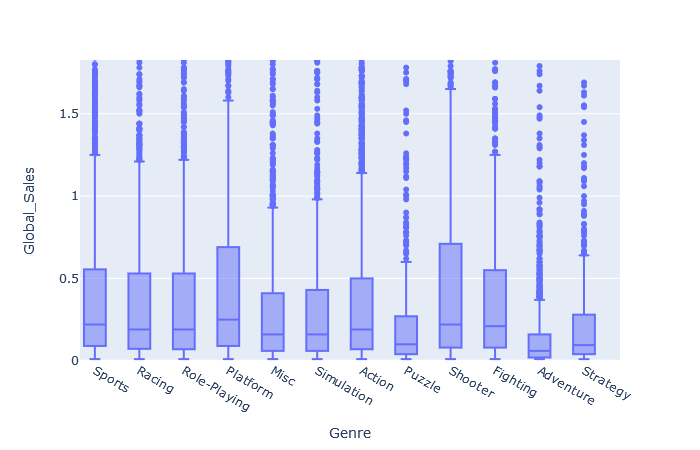 1.5
1
0.5
0
Global_Sales
Sports
Racing
Role-Playing
Platform
Misc
Simulation
Action
Puzzle
Shooter
Fighting
Adventure
Strategy
Genre